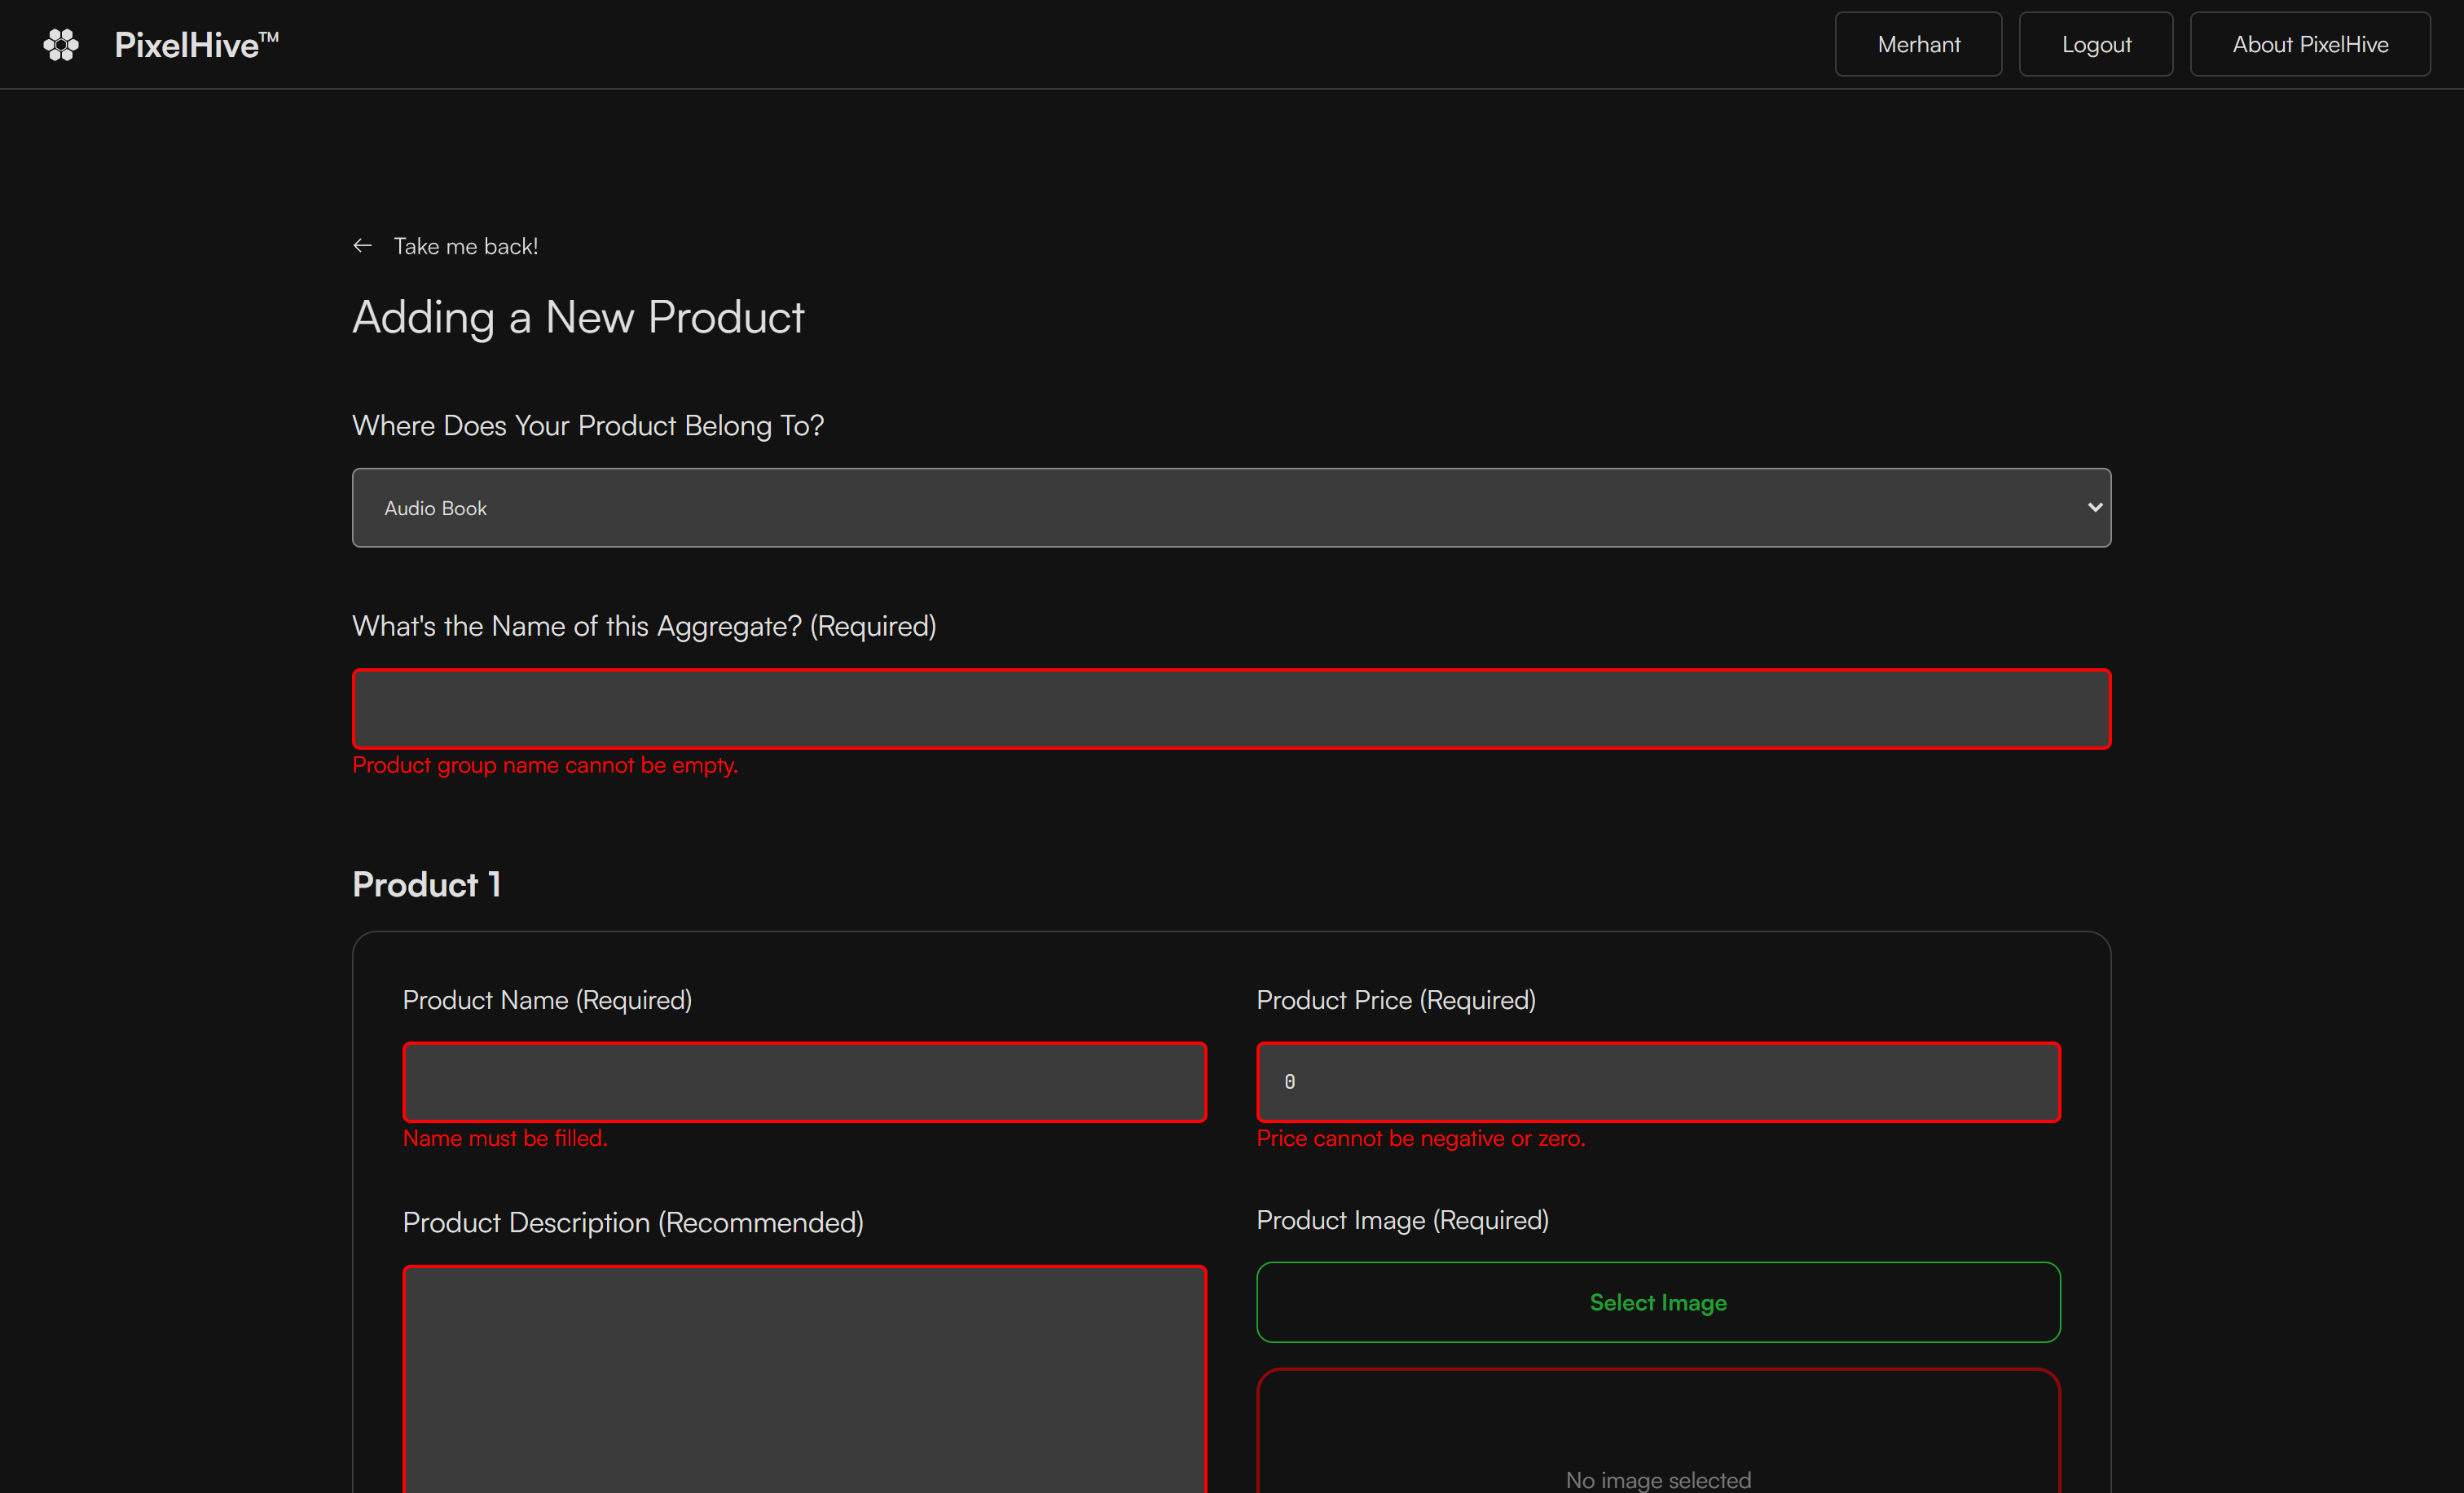 PixelHive™
Merhant
Logout
About PixelHive
← Take me back!
Adding a New Product
Where Does Your Product Belong To?
Audio Book
What's the Name of this Aggregate? (Required)
Product group name cannot be empty.
Product 1
Product Name (Required)
Name must be filled.
Product Price (Required)
0
Price cannot be negative or zero.
Product Description (Recommended)
Product Image (Required)
Select Image
No image selected